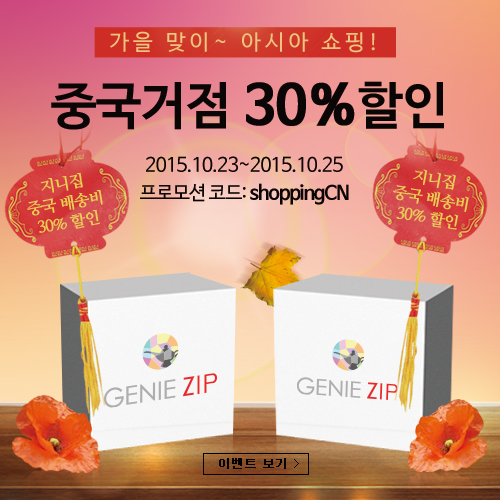 가을 맞이~ 아시아 쇼핑!
중국거점 30%할인
2015.10.23~2015.10.25
프로모션 코드: shoppingCN
지니집
중국 배송비
30% 할인
지니집
중국 배송비
30% 할인
GENIE ZIP
GENIE ZIP
이벤트 보기 >